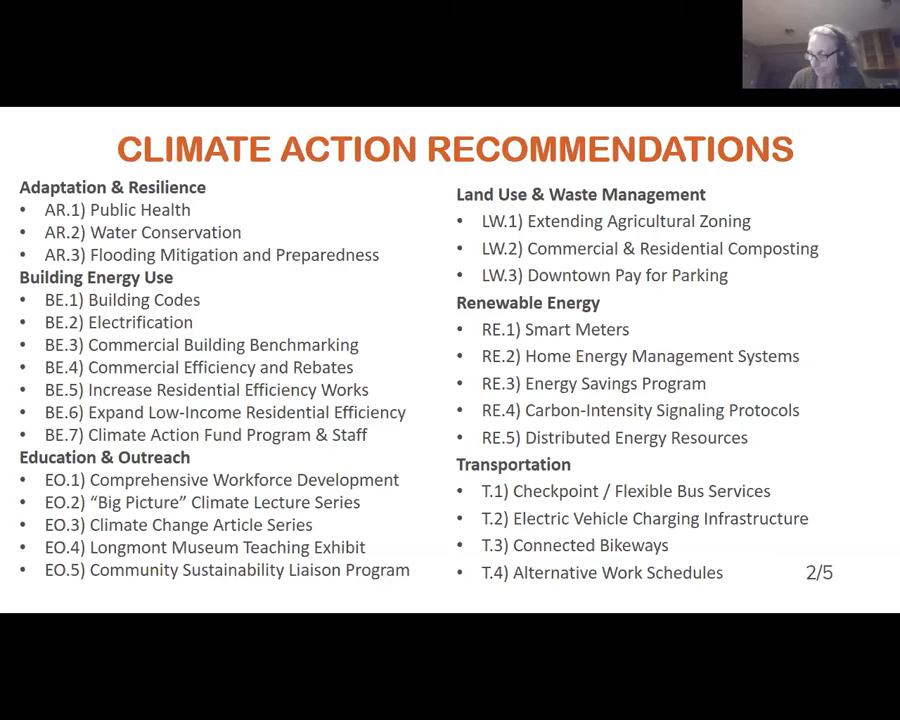 CLIMATE ACTION RECOMMENDATIONS
Adaptation & Resilience
• AR.1) Public Health
• AR.2) Water Conservation
• AR.3) Flooding Mitigation and Preparedness
Building Energy Use
• BE.1) Building Codes
• BE.2) Electrification
• BE.3) Commercial Building Benchmarking
• BE.4) Commercial Efficiency and Rebates
• BE.5) Increase Residential Efficiency Works
• BE.6) Expand Low-Income Residential Efficiency
• BE.7) Climate Action Fund Program & Staff
Education & Outreach
• EO.1) Comprehensive Workforce Development
• EO.2) “Big Picture” Climate Lecture Series
• EO.3) Climate Change Article Series
• EO.4) Longmont Museum Teaching Exhibit
• EO.5) Community Sustainability Liaison Program
Land Use & Waste Management
• LW.1) Extending Agricultural Zoning
• LW.2) Commercial & Residential Composting
• LW.3) Downtown Pay for Parking
Renewable Energy
• RE.1) Smart Meters
• RE.2) Home Energy Management Systems
• RE.3) Energy Savings Program
• RE.4) Carbon-Intensity Signaling Protocols
• RE.5) Distributed Energy Resources
Transportation
• T.1) Checkpoint / Flexible Bus Services
• T.2) Electric Vehicle Charging Infrastructure
• T.3) Connected Bikeways
• T.4) Alternative Work Schedules
2/5